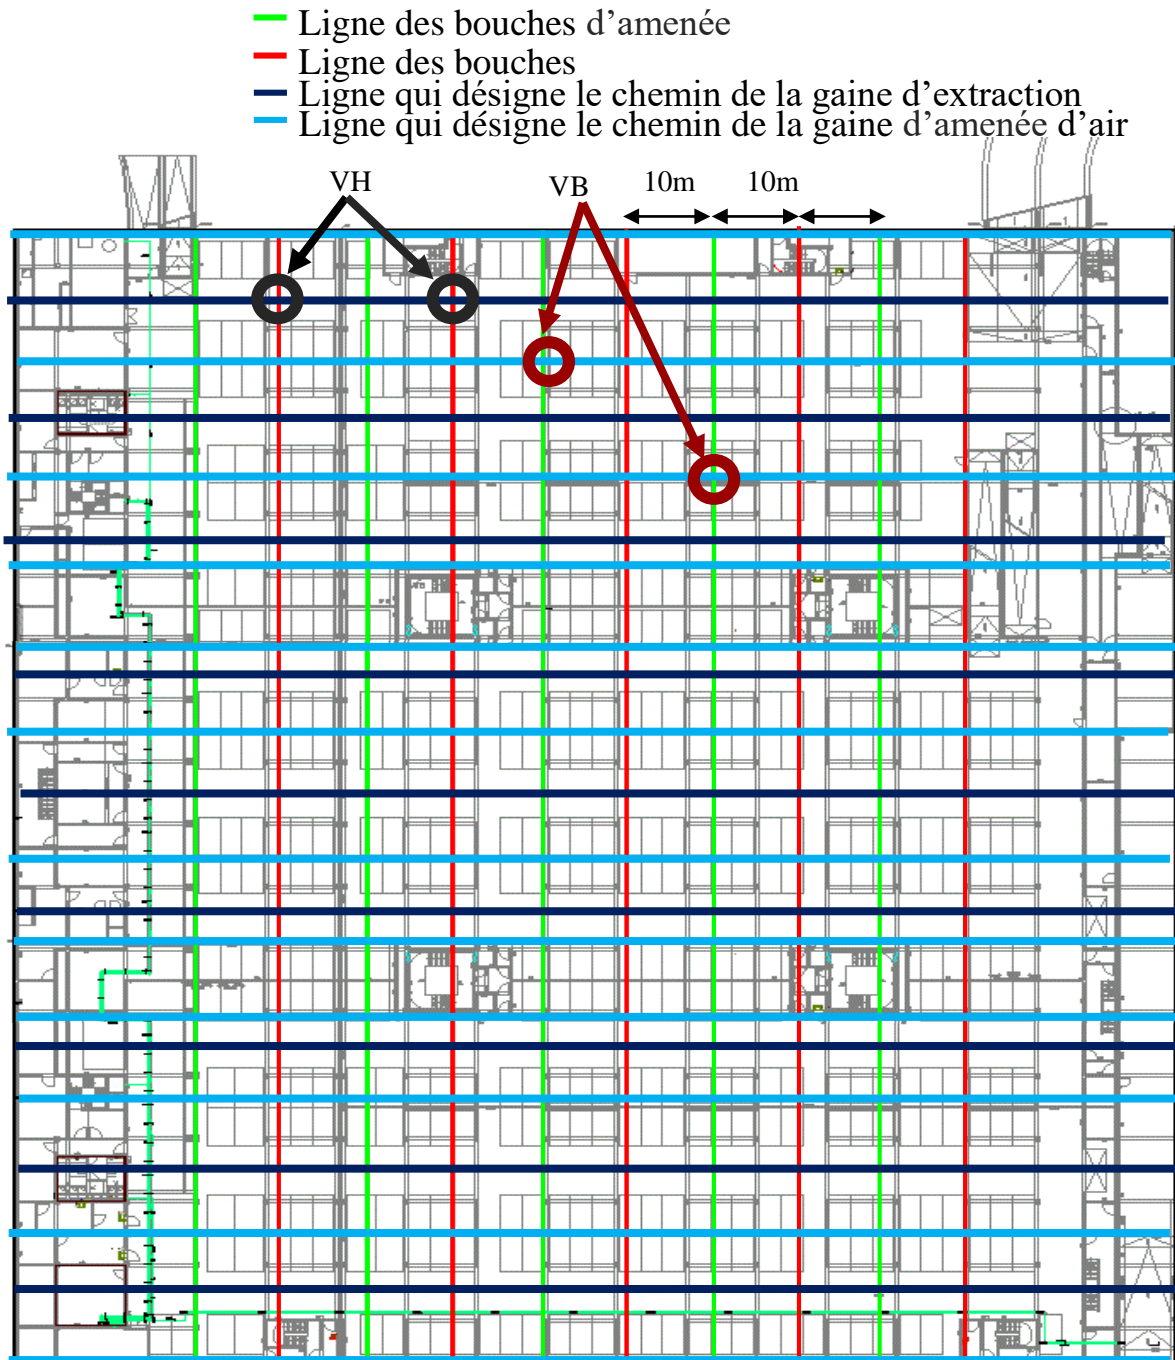 Ligne des bouches d’amenée
Ligne des bouches
Ligne qui désigne le chemin de la gaine d’extraction
Ligne qui désigne le chemin de la gaine d’amenée d’air
VH
VB
10m
10m